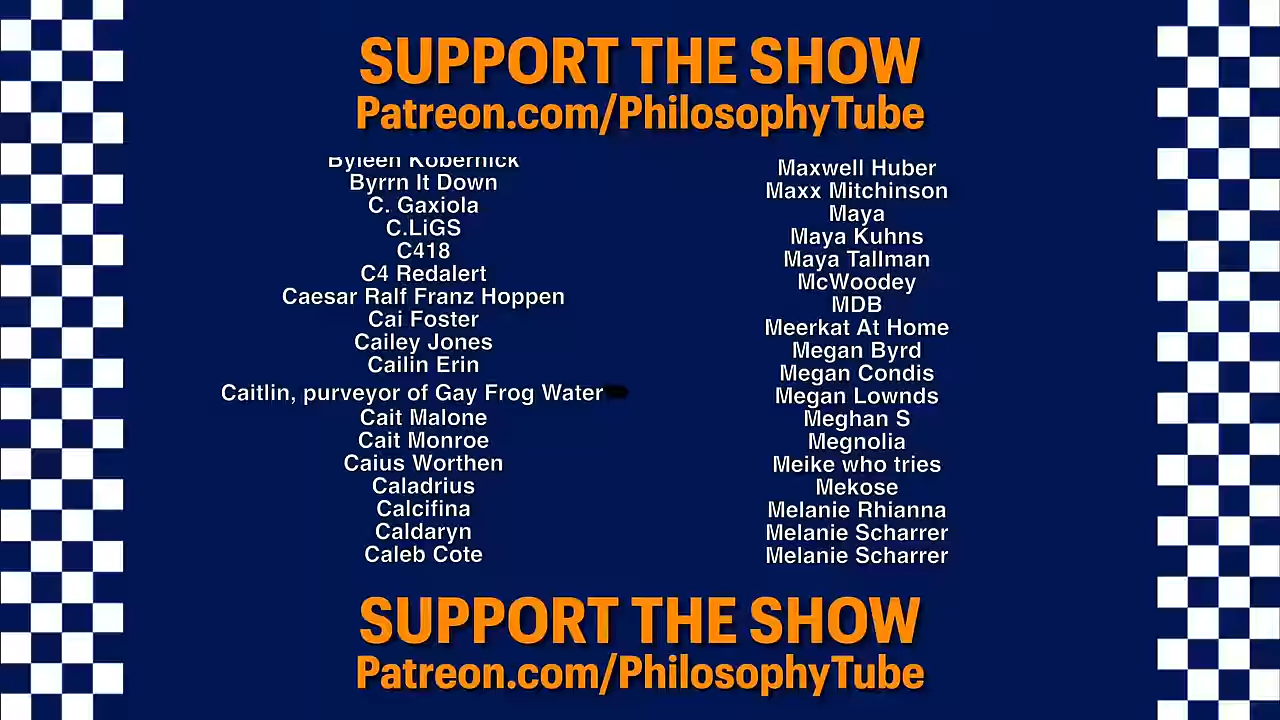 SUPPORT THE SHOW
Patreon.com/PhilosophyTube
Byleen Kobernick
Byrrn It Down
C. Gaxiola
C.LiGS
C418
C4 Redalert
Caesar Ralf Franz Hoppen
Cai Foster
Cailey Jones
Cailin Erin
Caitlin, purveyor of Gay Frog Water
Cait Malone
Cait Monroe
Caius Worthen
Caladrius
Calcifina
Caldaryn
Caleb Cote
Maxwell Huber
Maxx Mitchinson
Maya
Maya Kuhns
Maya Tallman
McWoodey
MDB
Meerkat At Home
Megan Byrd
Megan Condis
Megan Lownds
Meghan S
Megnolia
Meike who tries
Mekose
Melanie Rhianna
Melanie Scharrer
Melanie Scharrer
SUPPORT THE SHOW
Patreon.com/PhilosophyTube